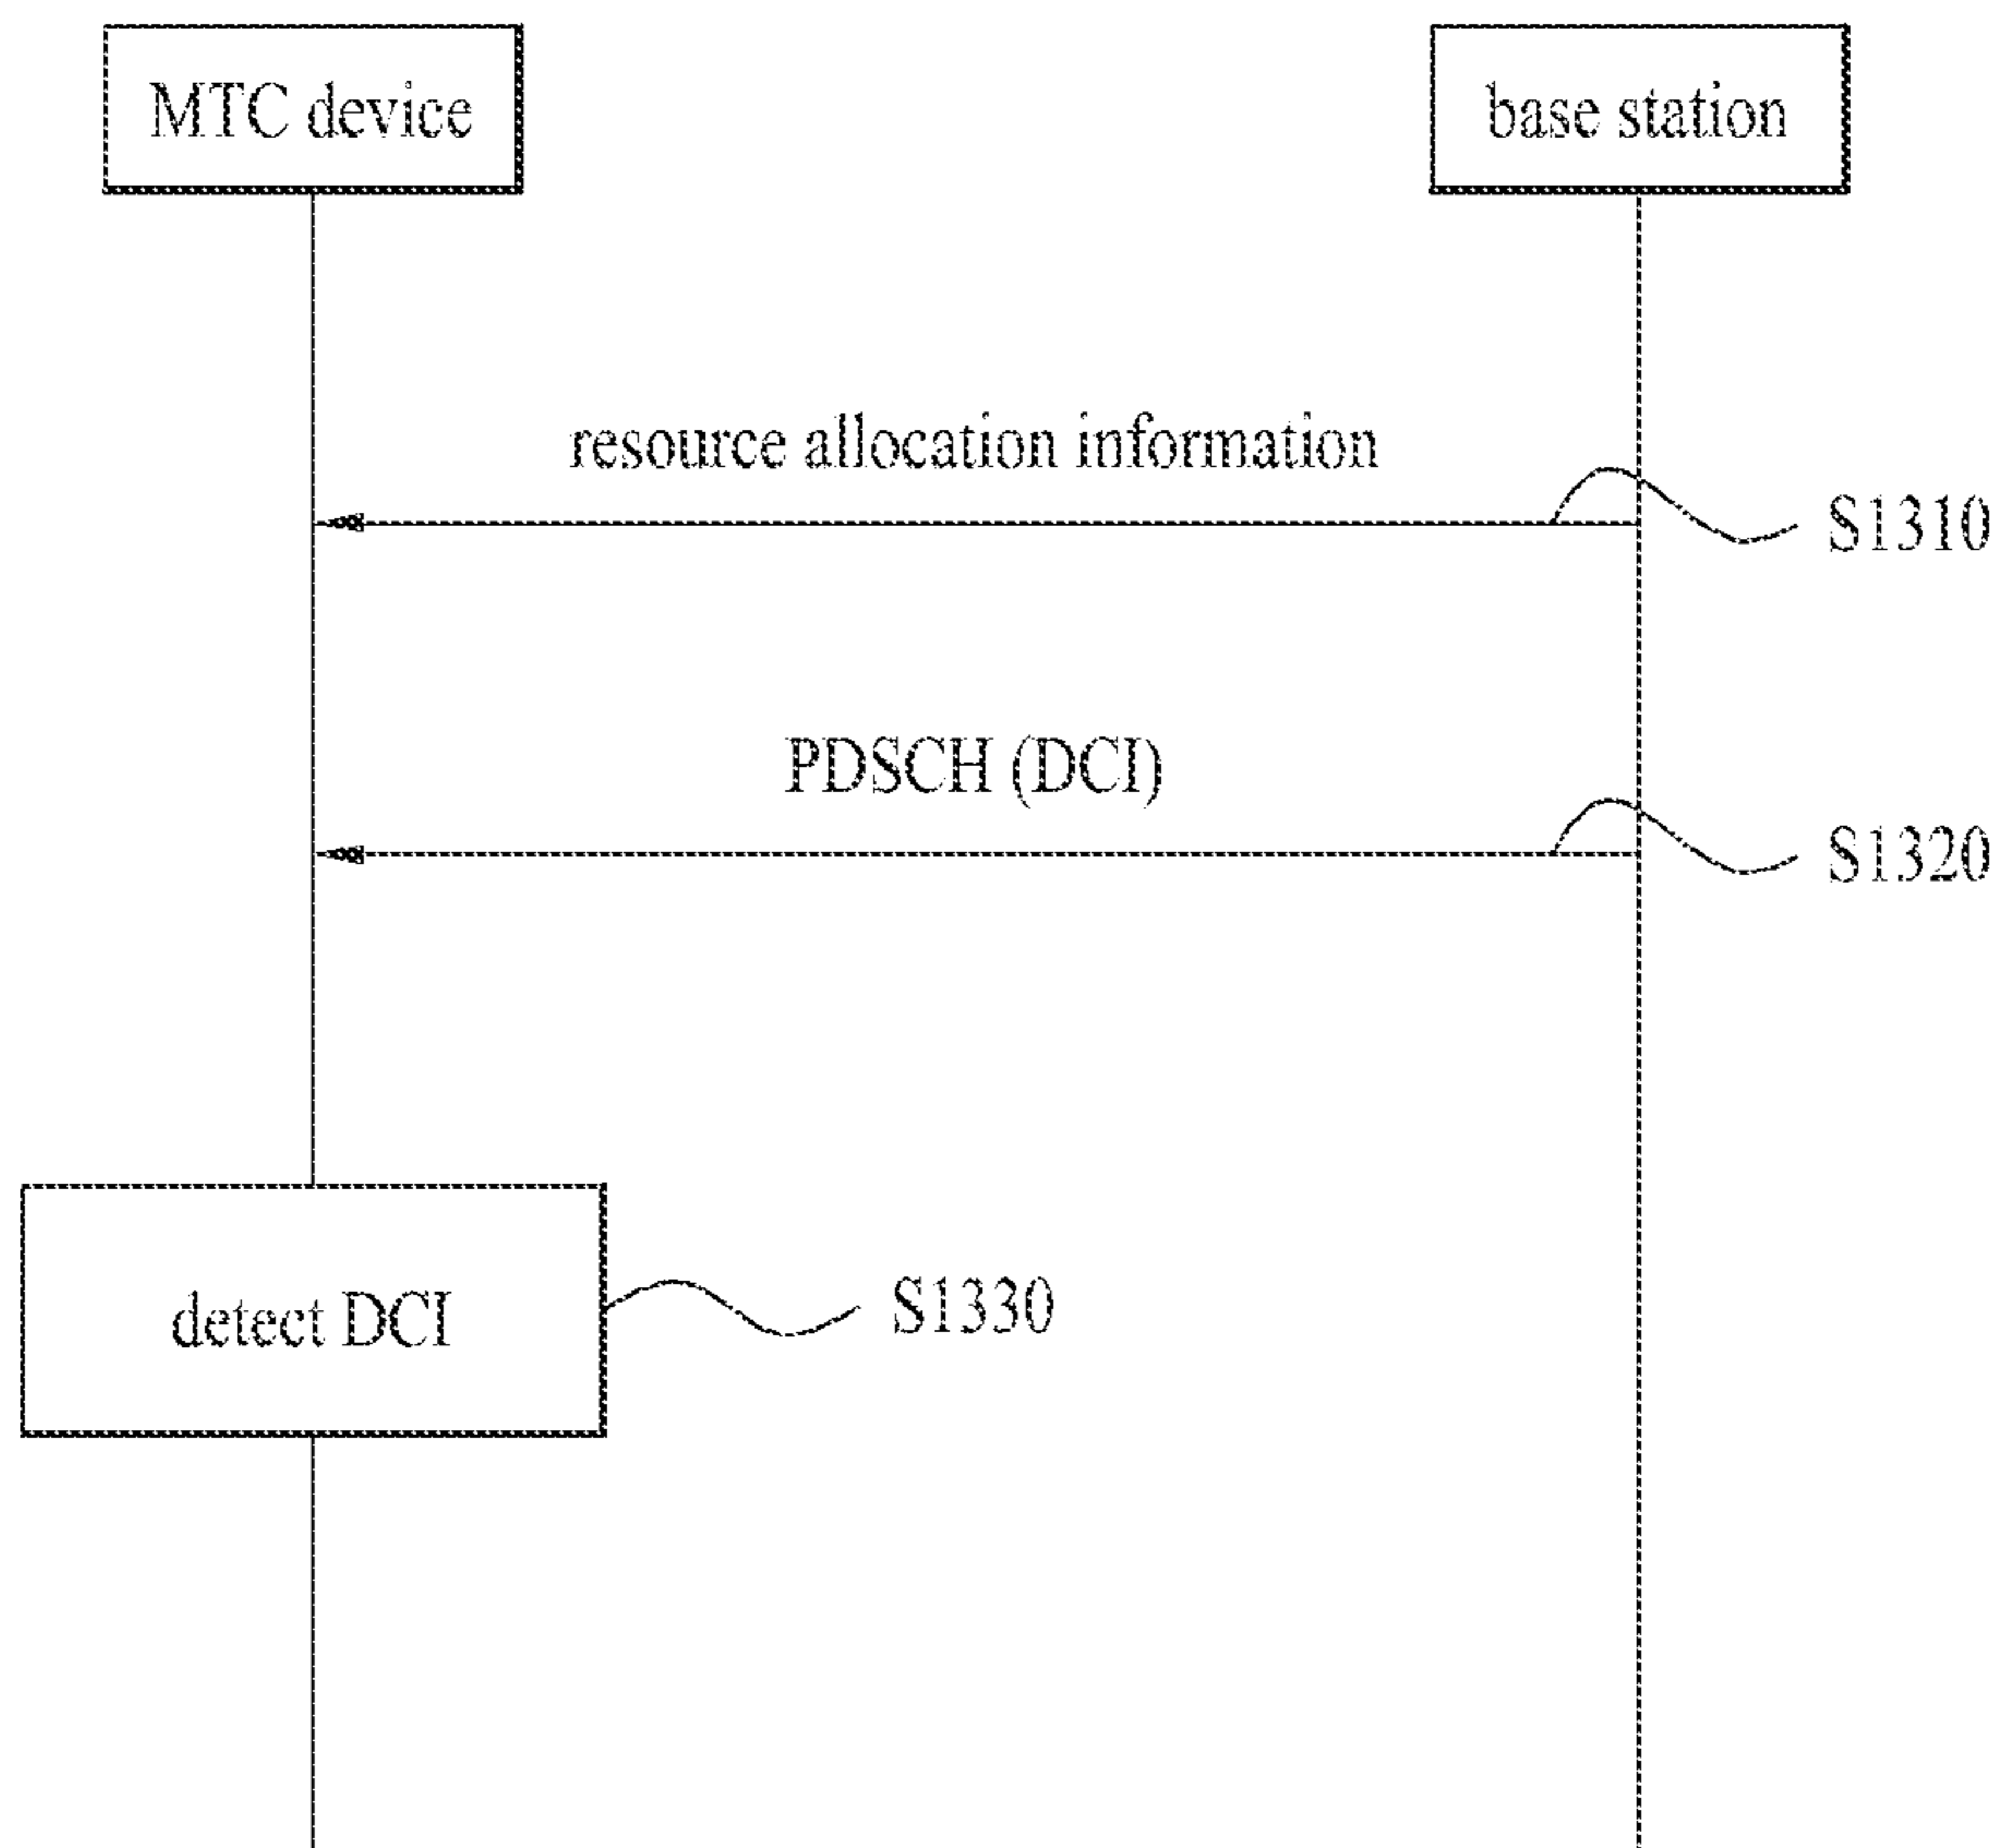 MTC device
base station
resource allocation information
S1310
PDSCH (DCI)
S1320
detect DCI
S1330